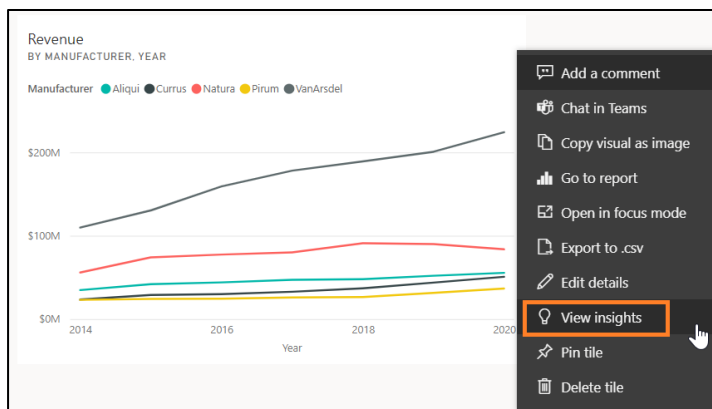 Revenue
BY MANUFACTURER, YEAR
Manufacturer Aliqui Currus Natura Pirum VanArsdel
$200M
$100M
$0M
2014 2016 2018 2020
Year
Add a comment
Chat in Teams
Copy visual as image
Go to report
Open in focus mode
Export to .csv
Edit details
View insights
Pin tile
Delete tile